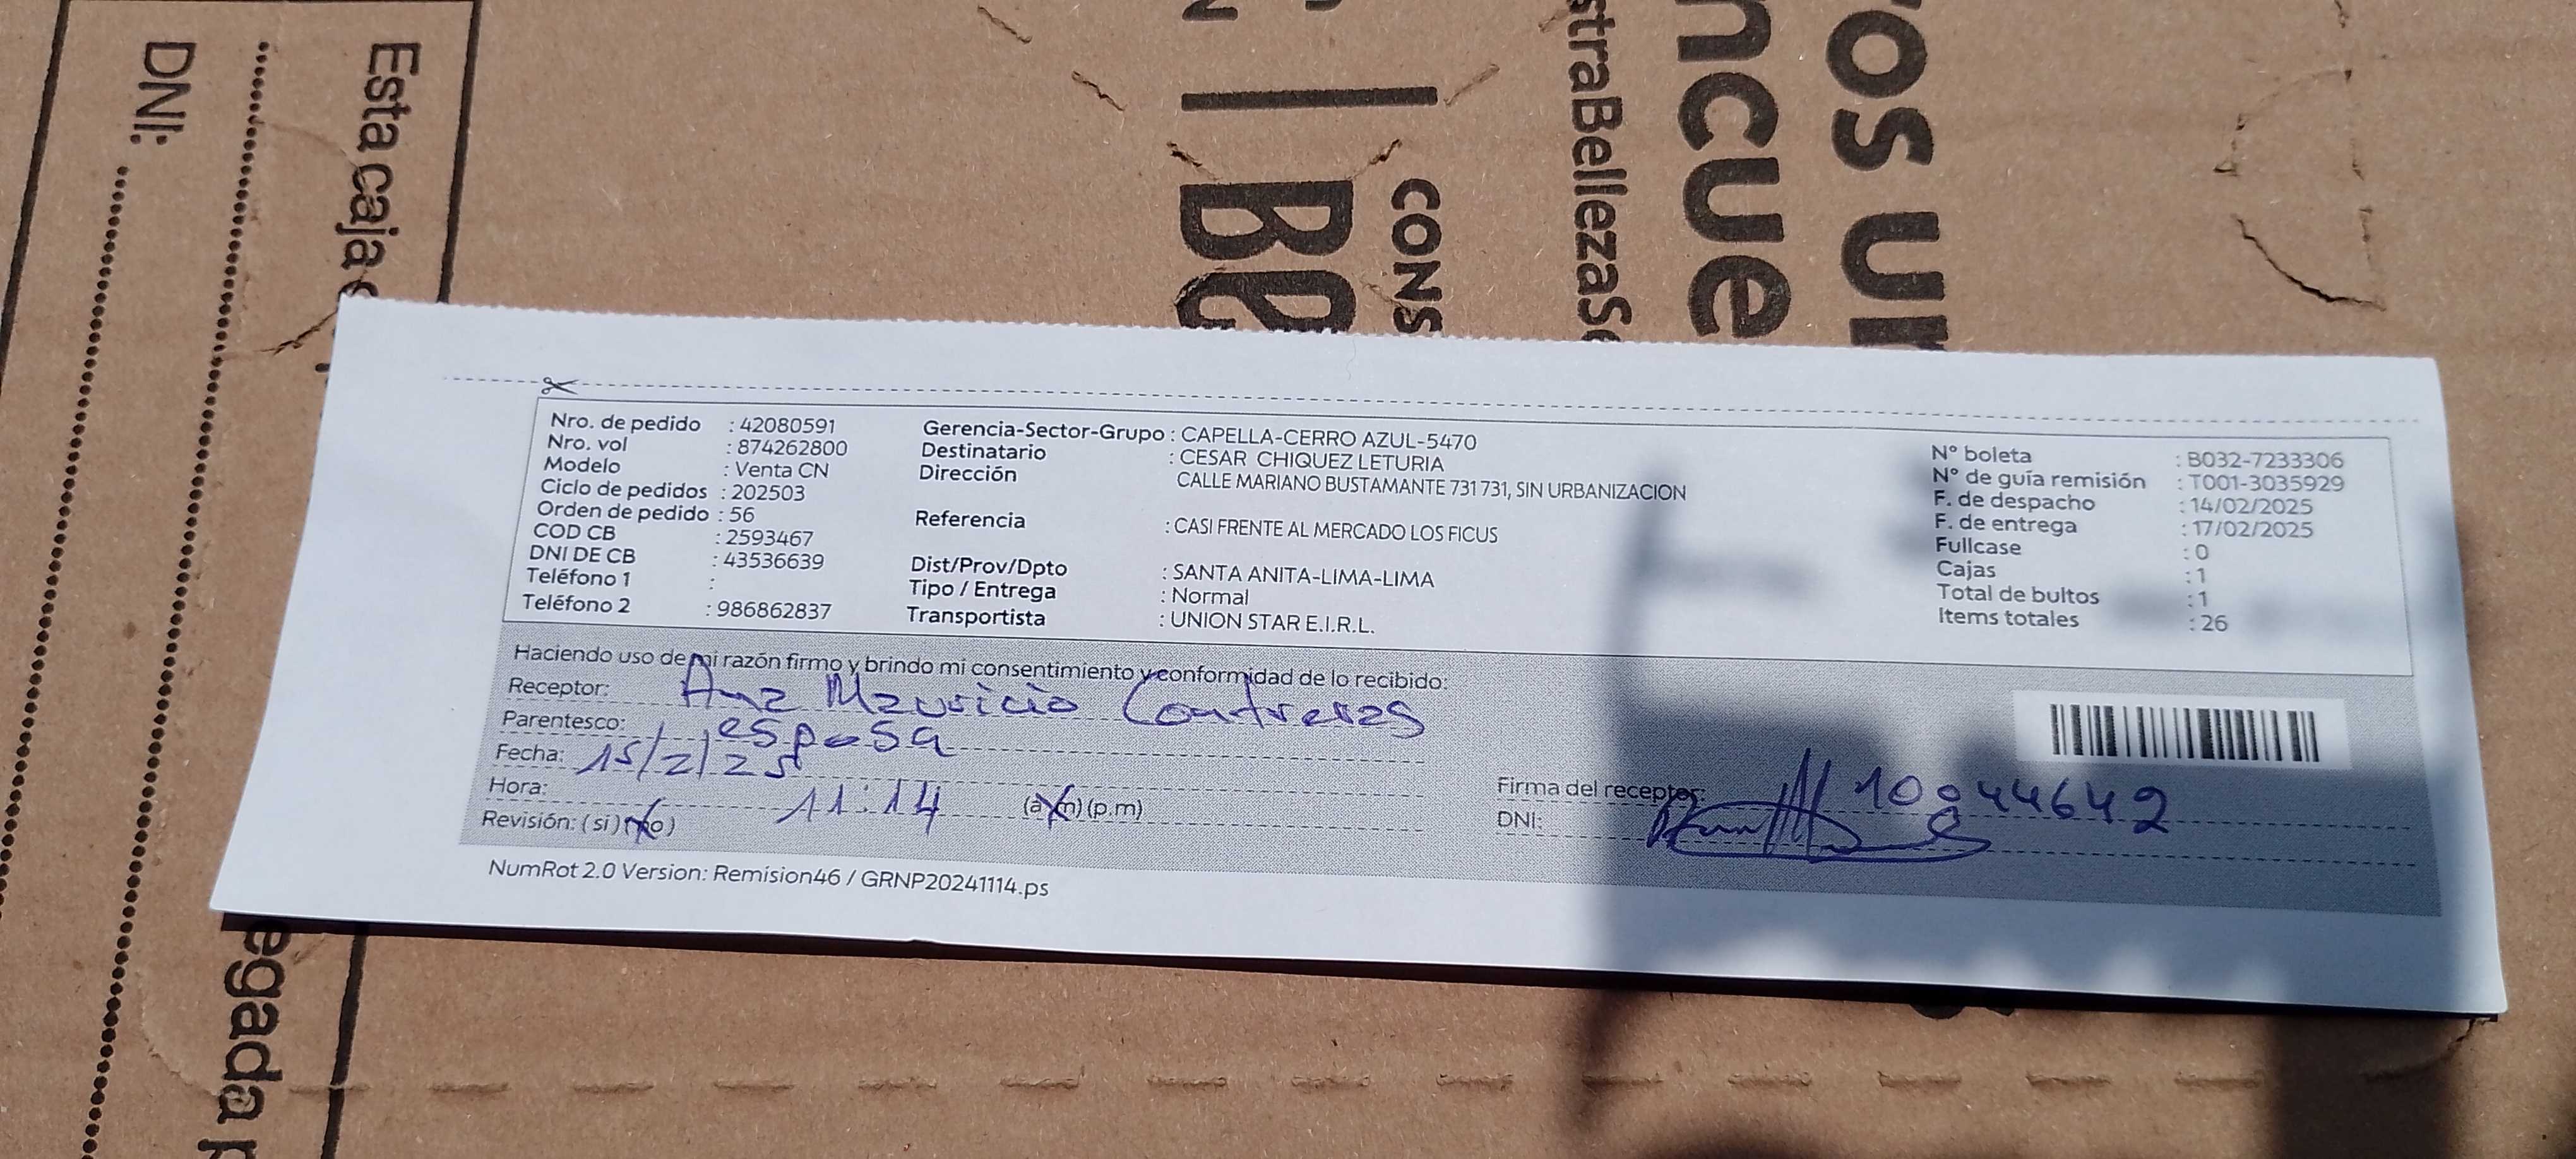 DNI:
Esta caja
CONS
straBellezaS
ncue
ros un
Nro. de pedido : 42080591
Nro. vol : 874262800
Modelo : Venta CN
Ciclo de pedidos : 202503
Orden de pedido : 56
COD CB : 2593467
DNI DE CB : 43536639
Teléfono 1 :
Teléfono 2 : 986862837
Gerencia-Sector-Grupo : CAPELLA-CERRO AZUL-5470
Destinatario : CESAR CHIQUEZ LETURIA
Dirección CALLE MARIANO BUSTAMANTE 731 731, SIN URBANIZACION
Referencia : CASI FRENTE AL MERCADO LOS FICUS
Dist/Prov/Dpto : SANTA ANITA-LIMA-LIMA
Tipo / Entrega : Normal
Transportista : UNION STAR E.I.R.L.
N° boleta : B032-7233306
N° de guía remisión : T001-3035929
F. de despacho : 14/02/2025
F. de entrega : 17/02/2025
Fullcase : 0
Cajas : 1
Total de bultos : 1
Items totales : 26
Haciendo uso de mi razón firmo y brindo mi consentimiento y conformidad de lo recibido:
Receptor: Ana Mauricio Contreras
Parentesco: esposa
Fecha: 15/2/25
Hora: 11:14 (a.m) (p.m)
Revisión: (si) (no)
Firma del receptor:
DNI: 10044642
NumRot 2.0 Version: Remision46 / GRNP20241114.ps
egada p